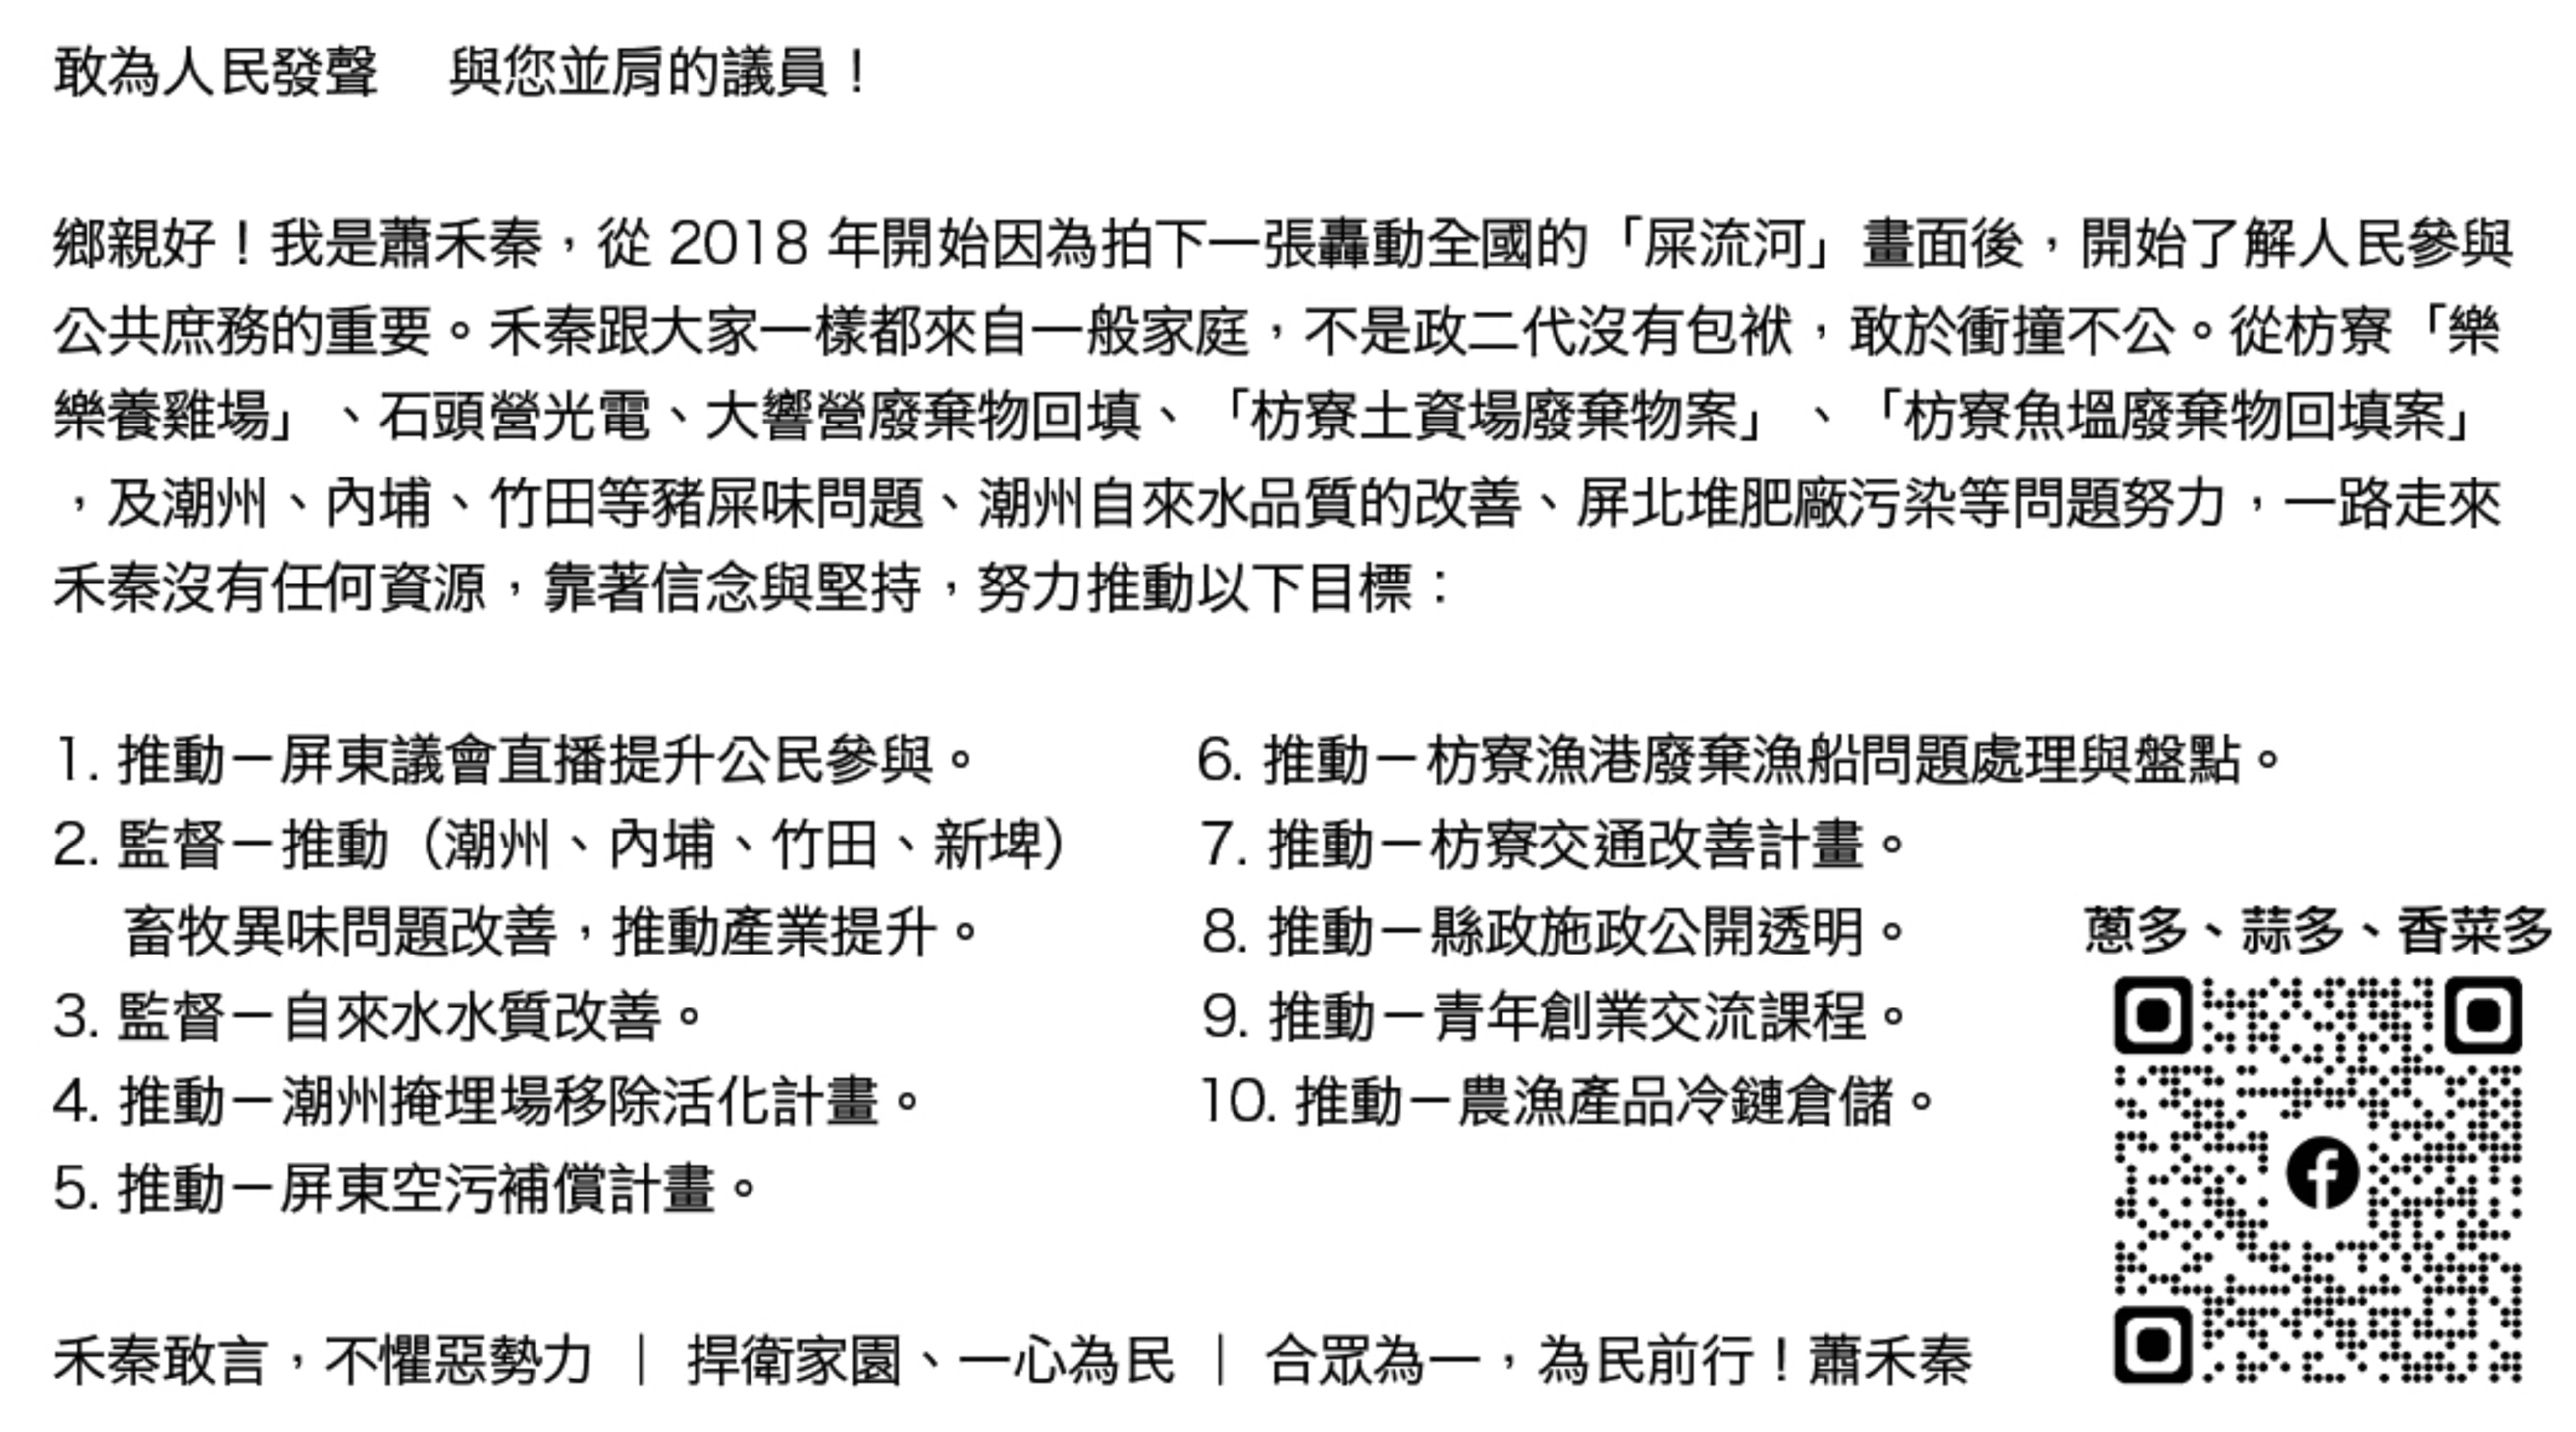 敢為人民發聲　與您並肩的議員！
鄉親好！我是蕭禾秦，從 2018 年開始因為拍下一張轟動全國的「屎流河」畫面後，開始了解人民參與
公共庶務的重要。禾秦跟大家一樣都來自一般家庭，不是政二代沒有包袱，敢於衝撞不公。從枋寮「樂
樂養雞場」、石頭營光電、大響營廢棄物回填、「枋寮土資場廢棄物案」、「枋寮魚塭廢棄物回填案」
，及潮州、內埔、竹田等豬屎味問題、潮州自來水品質的改善、屏北堆肥廠污染等問題努力，一路走來
禾秦沒有任何資源，靠著信念與堅持，努力推動以下目標：
1. 推動－屏東議會直播提升公民參與。
2. 監督－推動（潮州、內埔、竹田、新埤）
畜牧異味問題改善，推動產業提升。
3. 監督－自來水水質改善。
4. 推動－潮州掩埋場移除活化計畫。
5. 推動－屏東空污補償計畫。
6. 推動－枋寮漁港廢棄漁船問題處理與盤點。
7. 推動－枋寮交通改善計畫。
8. 推動－縣政施政公開透明。
9. 推動－青年創業交流課程。
10. 推動－農漁產品冷鏈倉儲。
蔥多、蒜多、香菜多
禾秦敢言，不懼惡勢力 ｜ 捍衛家園、一心為民 ｜ 合眾為一，為民前行！蕭禾秦